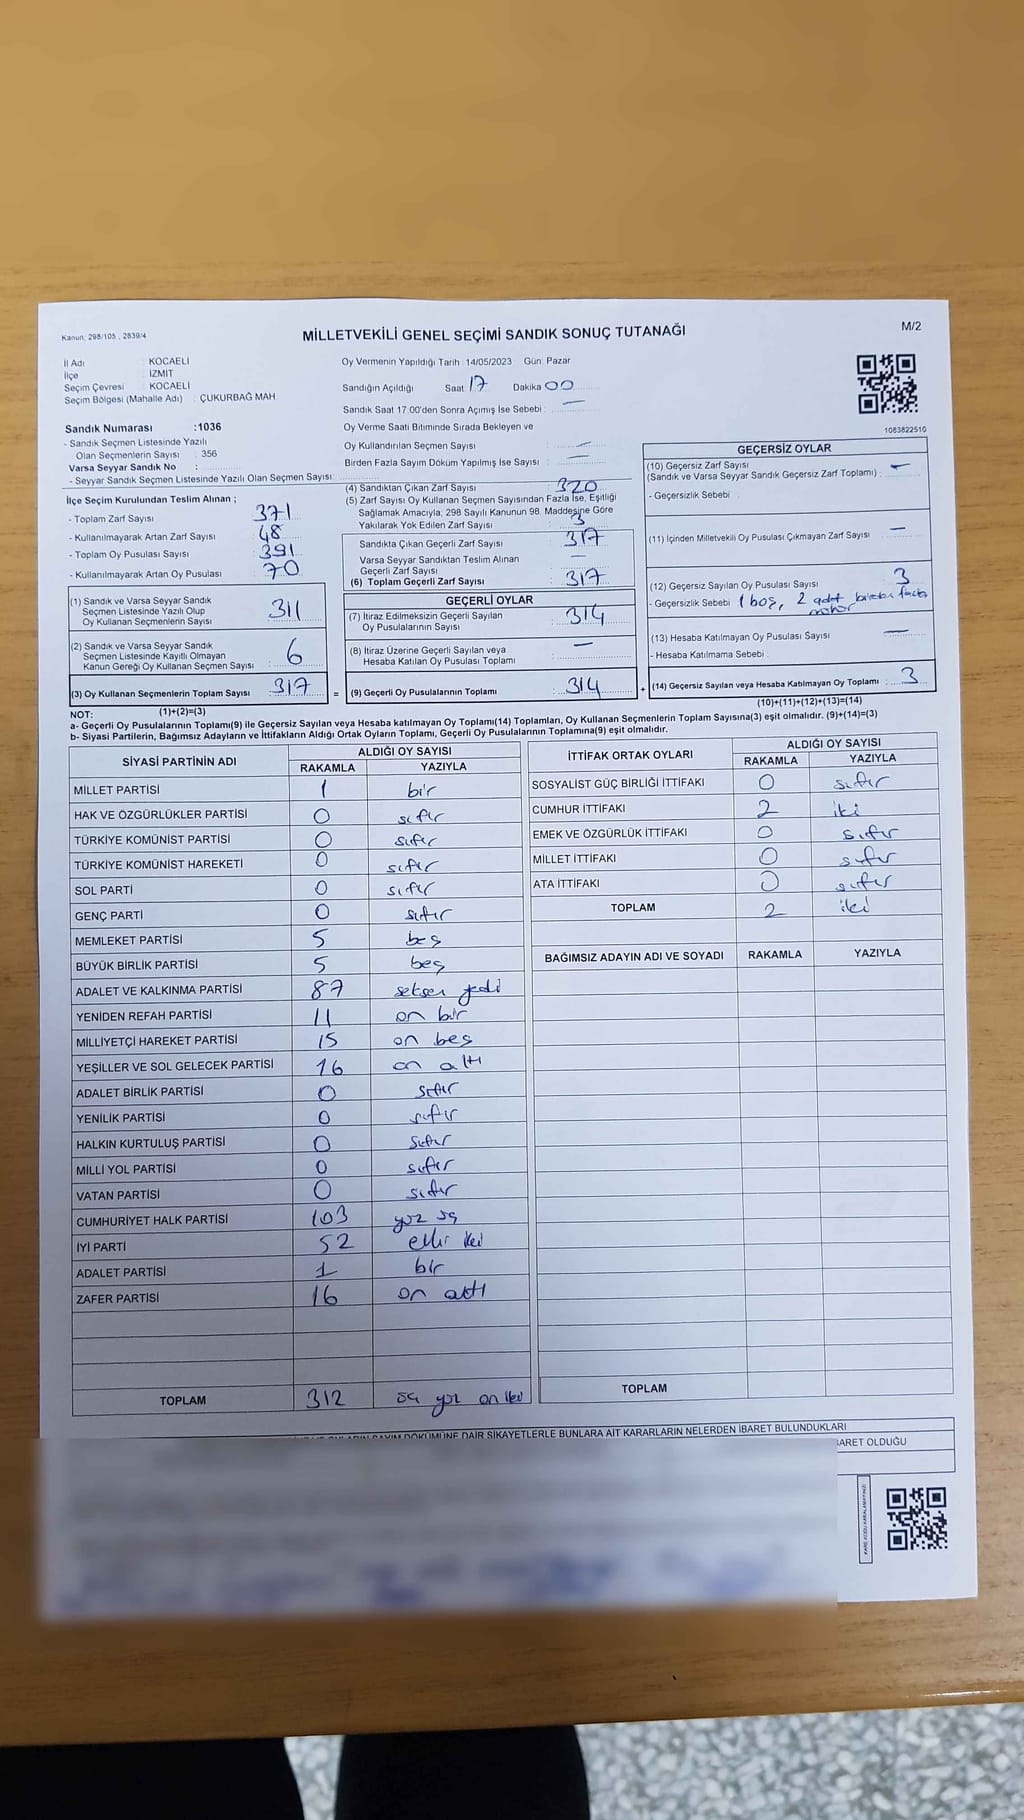 Kanun; 298/105 , 2839/4
MİLLETVEKİLİ GENEL SEÇİMİ SANDIK SONUÇ TUTANAĞI
M/2
İl Adı : KOCAELİ
İlçe : İZMİT
Seçim Çevresi : KOCAELİ
Seçim Bölgesi (Mahalle Adı) : ÇUKURBAĞ MAH.
Sandık Numarası :1036
- Sandık Seçmen Listesinde Yazılı
Olan Seçmenlerin Sayısı : 356
Varsa Seyyar Sandık No :
- Seyyar Sandık Seçmen Listesinde Yazılı Olan Seçmen Sayısı:
İlçe Seçim Kurulundan Teslim Alınan ;
- Toplam Zarf Sayısı 371
- Kullanılmayarak Artan Zarf Sayısı 48
- Toplam Oy Pusulası Sayısı 391
- Kullanılmayarak Artan Oy Pusulası 70
(1) Sandık ve Varsa Seyyar Sandık
Seçmen Listesinde Yazılı Olup
Oy Kullanan Seçmenlerin Sayısı 311
(2) Sandık ve Varsa Seyyar Sandık
Seçmen Listesinde Kayıtlı Olmayan
Kanun Gereği Oy Kullanan Seçmen Sayısı 6
(3) Oy Kullanan Seçmenlerin Toplam Sayısı 317 =
(1)+(2)=(3)
Oy Vermenin Yapıldığı Tarih : 14/05/2023 Gün: Pazar
Sandığın Açıldığı Saat 17 Dakika 00
Sandık Saat 17.00'den Sonra Açımış İse Sebebi : —
Oy Verme Saati Bitiminde Sırada Bekleyen ve
Oy Kullandırılan Seçmen Sayısı —
Birden Fazla Sayım Döküm Yapılmış İse Sayısı : —
(4) Sandıktan Çıkan Zarf Sayısı 320
(5) Zarf Sayısı Oy Kullanan Seçmen Sayısından Fazla İse, Eşitliği
Sağlamak Amacıyla, 298 Sayılı Kanunun 98. Maddesine Göre
Yakılarak Yok Edilen Zarf Sayısı : 3
Sandıkta Çıkan Geçerli Zarf Sayısı : 317
Varsa Seyyar Sandıktan Teslim Alınan
Geçerli Zarf Sayısı —
(6) Toplam Geçerli Zarf Sayısı : 317
GEÇERLİ OYLAR
(7) İtiraz Edilmeksizin Geçerli Sayılan
Oy Pusulalarının Sayısı : 314
(8) İtiraz Üzerine Geçerli Sayılan veya
Hesaba Katılan Oy Pusulası Toplamı —
(9) Geçerli Oy Pusulalarının Toplamı : 314 +
1083822510
GEÇERSİZ OYLAR
(10) Geçersiz Zarf Sayısı
(Sandık ve Varsa Seyyar Sandık Geçersiz Zarf Toplamı) : —
- Geçersizlik Sebebi :
(11) İçinden Milletvekili Oy Pusulası Çıkmayan Zarf Sayısı —
(12) Geçersiz Sayılan Oy Pusulası Sayısı : 3
- Geçersizlik Sebebi 1 boş, 2 adet birden fazla
mühür
(13) Hesaba Katılmayan Oy Pusulası Sayısı —
- Hesaba Katılmama Sebebi :
(14) Geçersiz Sayılan veya Hesaba Katılmayan Oy Toplamı : 3
(10)+(11)+(12)+(13)=(14)
NOT:
a- Geçerli Oy Pusulalarının Toplamı(9) ile Geçersiz Sayılan veya Hesaba katılmayan Oy Toplamı(14) Toplamları, Oy Kullanan Seçmenlerin Toplam Sayısına(3) eşit olmalıdır. (9)+(14)=(3)
b- Siyasi Partilerin, Bağımsız Adayların ve İttifakların Aldığı Ortak Oyların Toplamı, Geçerli Oy Pusulalarının Toplamına(9) eşit olmalıdır.
SİYASİ PARTİNİN ADI ALDIĞI OY SAYISI
RAKAMLA YAZIYLA
MİLLET PARTİSİ 1 bir
HAK VE ÖZGÜRLÜKLER PARTİSİ 0 sıfır
TÜRKİYE KOMÜNİST PARTİSİ 0 sıfır
TÜRKİYE KOMÜNİST HAREKETİ 0 sıfır
SOL PARTİ 0 sıfır
GENÇ PARTİ 0 sıfır
MEMLEKET PARTİSİ 5 beş
BÜYÜK BİRLİK PARTİSİ 5 beş
ADALET VE KALKINMA PARTİSİ 87 seksen yedi
YENİDEN REFAH PARTİSİ 11 on bir
MİLLİYETÇİ HAREKET PARTİSİ 15 on beş
YEŞİLLER VE SOL GELECEK PARTİSİ 16 on altı
ADALET BİRLİK PARTİSİ 0 sıfır
YENİLİK PARTİSİ 0 sıfır
HALKIN KURTULUŞ PARTİSİ 0 sıfır
MİLLİ YOL PARTİSİ 0 sıfır
VATAN PARTİSİ 0 sıfır
CUMHURİYET HALK PARTİSİ 103 yüz üç
İYİ PARTİ 52 elli iki
ADALET PARTİSİ 1 bir
ZAFER PARTİSİ 16 on altı
TOPLAM 312 üç yüz on iki
İTTİFAK ORTAK OYLARI ALDIĞI OY SAYISI
RAKAMLA YAZIYLA
SOSYALİST GÜÇ BİRLİĞİ İTTİFAKI 0 sıfır
CUMHUR İTTİFAKI 2 iki
EMEK VE ÖZGÜRLÜK İTTİFAKI 0 sıfır
MİLLET İTTİFAKI 0 sıfır
ATA İTTİFAKI 0 sıfır
TOPLAM 2 iki
BAĞIMSIZ ADAYIN ADI VE SOYADI RAKAMLA YAZIYLA
TOPLAM
SAYIM DÖKÜMÜNE DAİR ŞİKAYETLERLE BUNLARA AİT KARARLARIN NELERDEN İBARET BULUNDUKLARI
İBARET OLDUĞU
KARE KODU KARALAMAYINIZ!